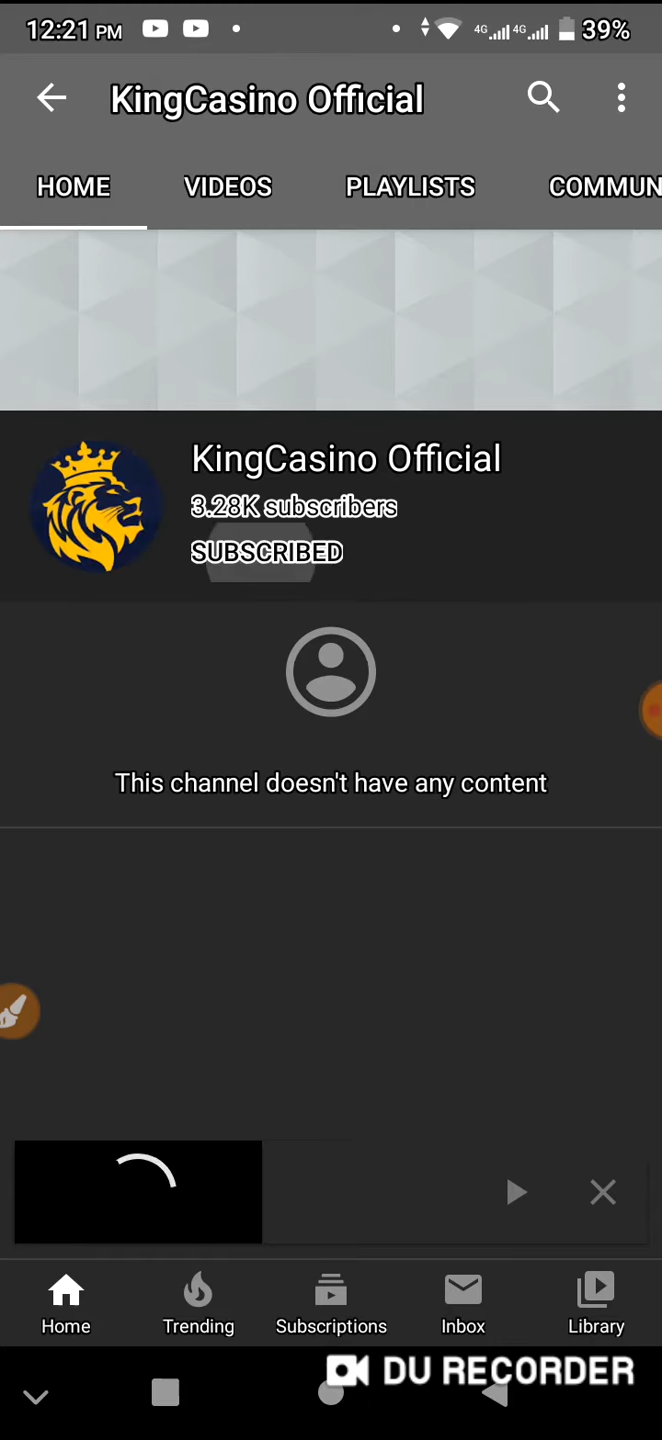 12:21 PM 4G 4G 39%
KingCasino Official
HOME VIDEOS PLAYLISTS COMMUN
KingCasino Official
3.28K subscribers
SUBSCRIBED
This channel doesn't have any content
Home Trending Subscriptions Inbox Library
DU RECORDER